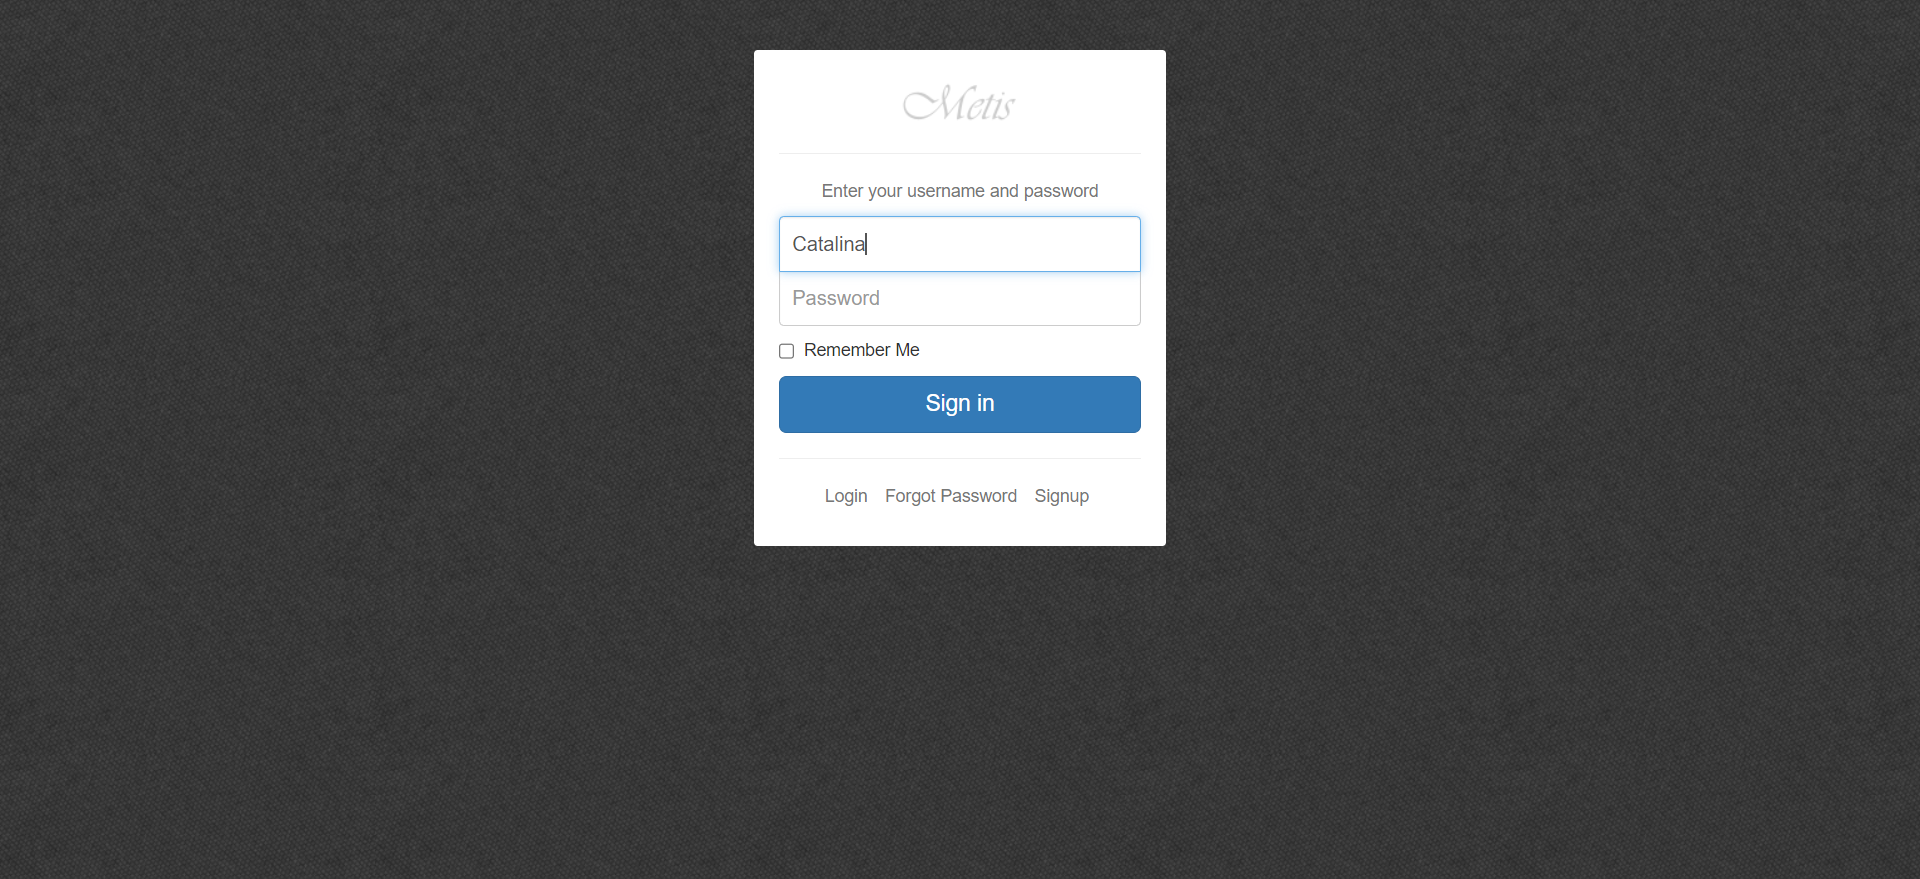 Metis
Enter your username and password
Catalina
Password
Remember Me
Sign in
Login Forgot Password Signup